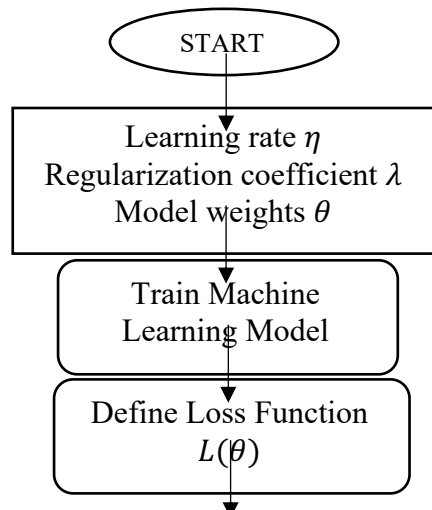 START
Learning rate η
Regularization coefficient λ
Model weights θ
Train Machine
Learning Model
Define Loss Function
L(θ)